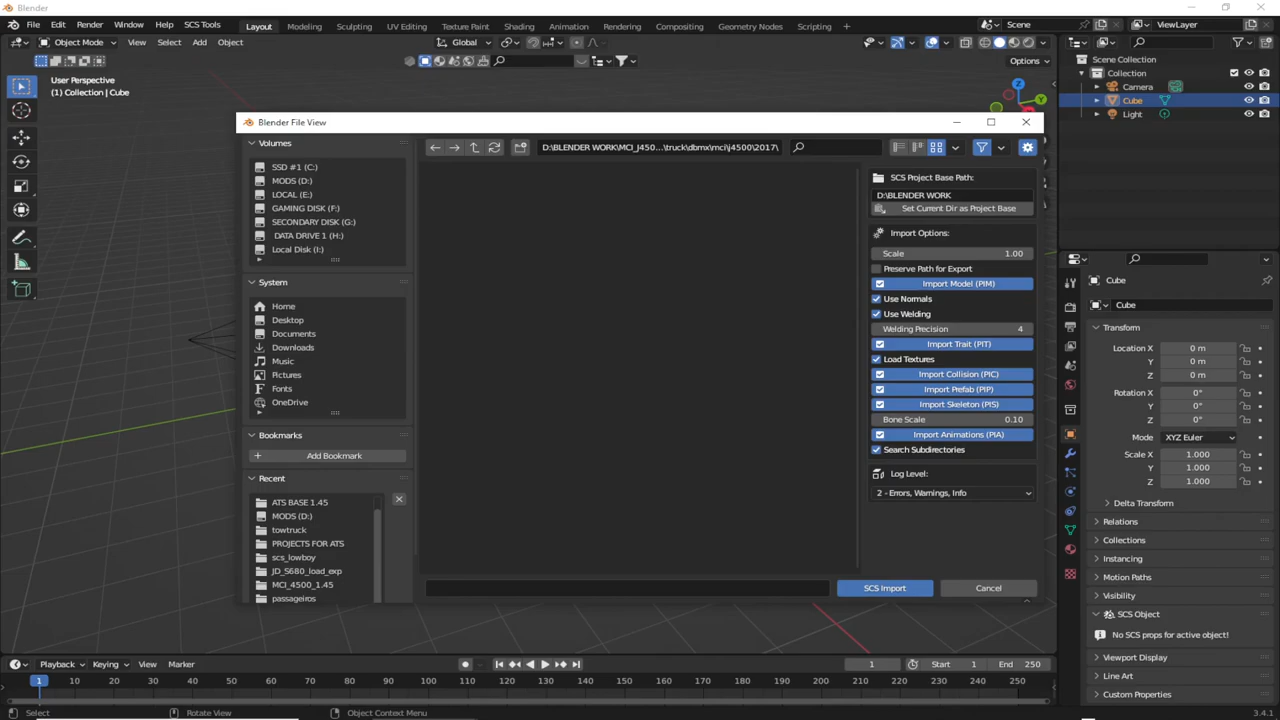 Blender
File Edit Render Window Help SCS Tools Layout Modeling Sculpting UV Editing Texture Paint Shading Animation Rendering Compositing Geometry Nodes Scripting + Scene ViewLayer
Object Mode View Select Add Object Global
Options
User Perspective
(1) Collection | Cube
Scene Collection
Collection
Camera
Cube
Light
Blender File View
Volumes
SSD #1 (C:)
MODS (D:)
LOCAL (E:)
GAMING DISK (F:)
SECONDARY DISK (G:)
DATA DRIVE 1 (H:)
Local Disk (I:)
System
Home
Desktop
Documents
Downloads
Music
Pictures
Videos
Fonts
OneDrive
Bookmarks
Add Bookmark
Recent
ATS BASE 1.45
MODS (D:)
towtruck
PROJECTS FOR ATS
scs_lowboy
JD_S680_load_exp
MCI_4500_1.45
passageiros
D:\BLENDER WORK\MCI_J450...\truck\dbmx\mci\j4500\2017\
SCS Project Base Path:
D:\BLENDER WORK
Set Current Dir as Project Base
Import Options:
Scale 1.00
Preserve Path for Export
Import Model (PIM)
Use Normals
Use Welding
Welding Precision 4
Import Trait (PIT)
Load Textures
Import Collision (PIC)
Import Prefab (PIP)
Import Skeleton (PIS)
Bone Scale 0.10
Import Animations (PIA)
Search Subdirectories
Log Level:
2 - Errors, Warnings, Info
SCS Import Cancel
Cube
Cube
Transform
Location X 0 m
Y 0 m
Z 0 m
Rotation X 0°
Y 0°
Z 0°
Mode XYZ Euler
Scale X 1.000
Y 1.000
Z 1.000
Delta Transform
Relations
Collections
Instancing
Motion Paths
Visibility
SCS Object
No SCS props for active object!
Viewport Display
Line Art
Custom Properties
Playback Keying View Marker 1 Start 1 End 250
1 10 20 30 40 50 60 70 80 90 100 110 120 130 140 150 160 170 180 190 200 210 220 230 240 250
Select Rotate View Object Context Menu 3.4.1